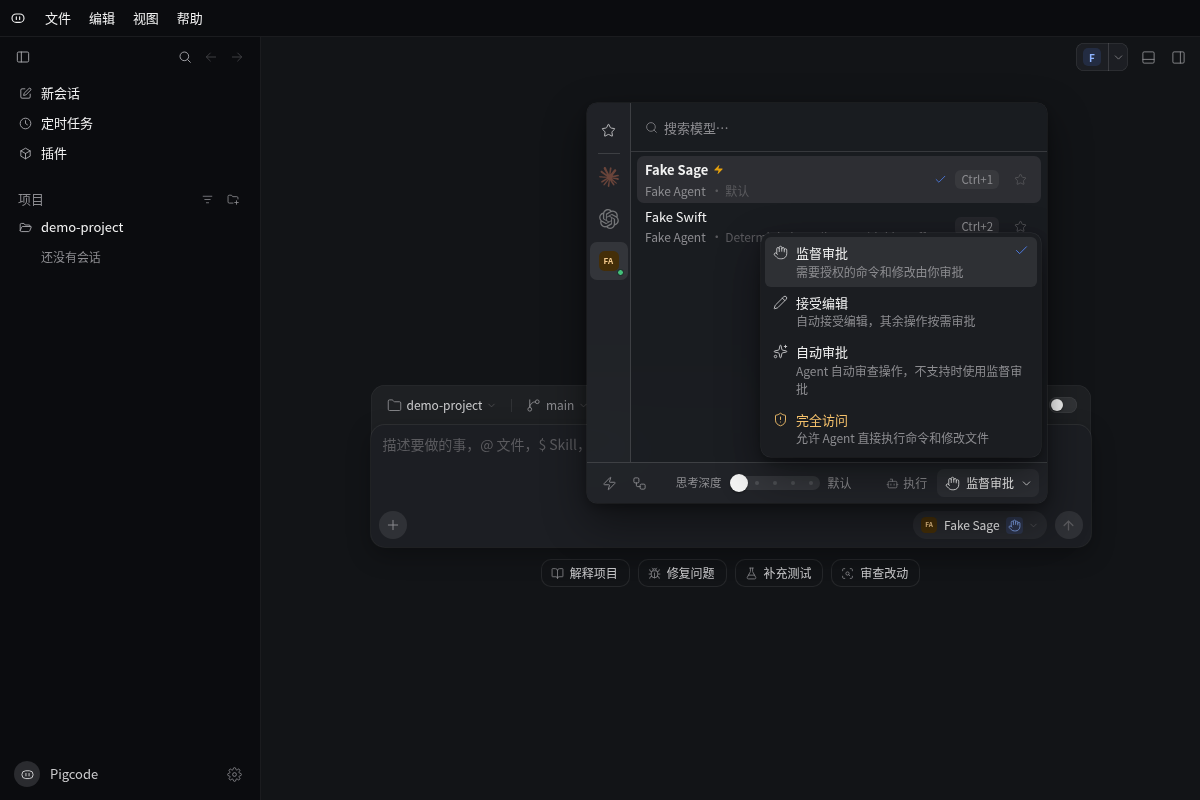 文件 编辑 视图 帮助
F
新会话
定时任务
插件
项目
demo-project
还没有会话
搜索模型…
Fake Sage
Fake Agent · 默认
Ctrl+1
Fake Swift
Fake Agent
Ctrl+2
FA
监督审批
需要授权的命令和修改由你审批
接受编辑
自动接受编辑，其余操作按需审批
自动审批
Agent 自动审查操作，不支持时使用监督审
批
完全访问
允许 Agent 直接执行命令和修改文件
demo-project main
描述要做的事，@ 文件，$ Skill，
思考深度 默认 执行 监督审批
FA Fake Sage
解释项目 修复问题 补充测试 审查改动
Pigcode